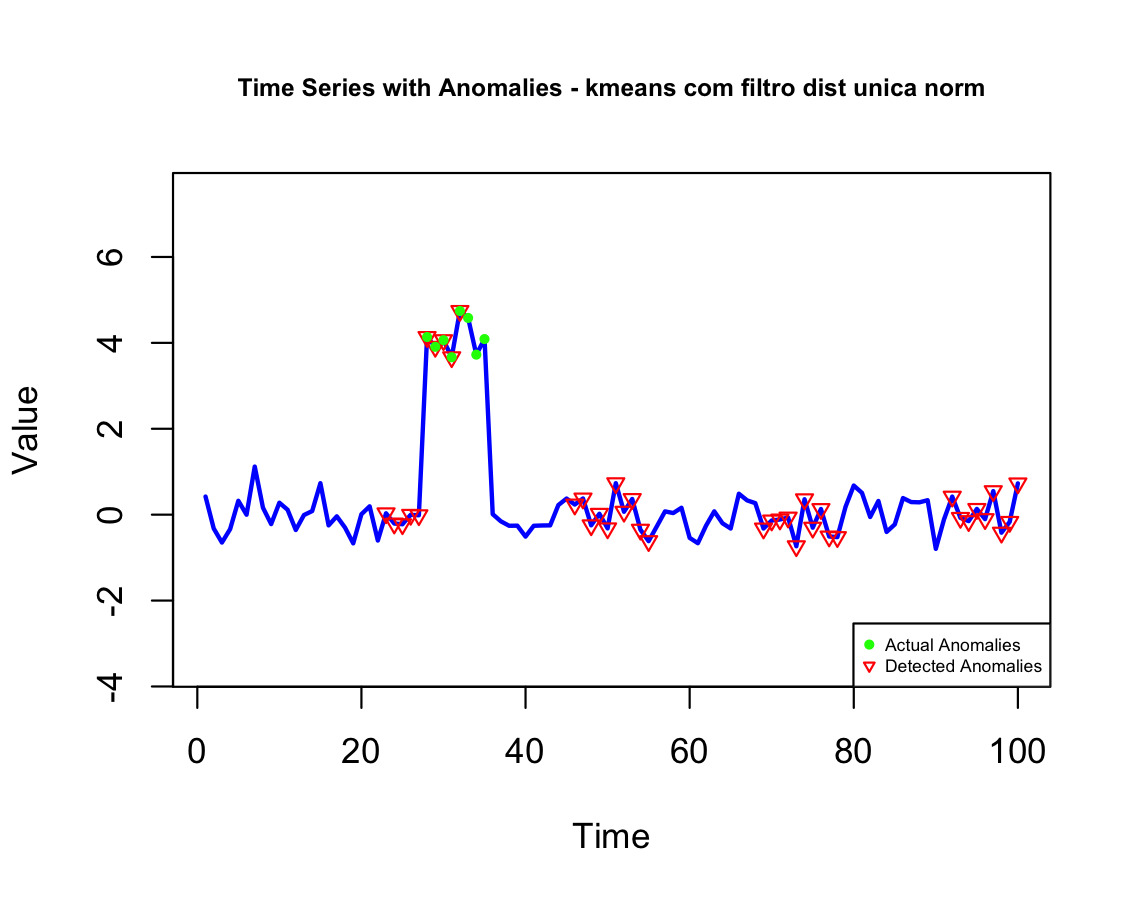 Time Series with Anomalies - kmeans com filtro dist unica norm
Value
6
4
2
0
-2
-4
Actual Anomalies
Detected Anomalies
0 20 40 60 80 100
Time